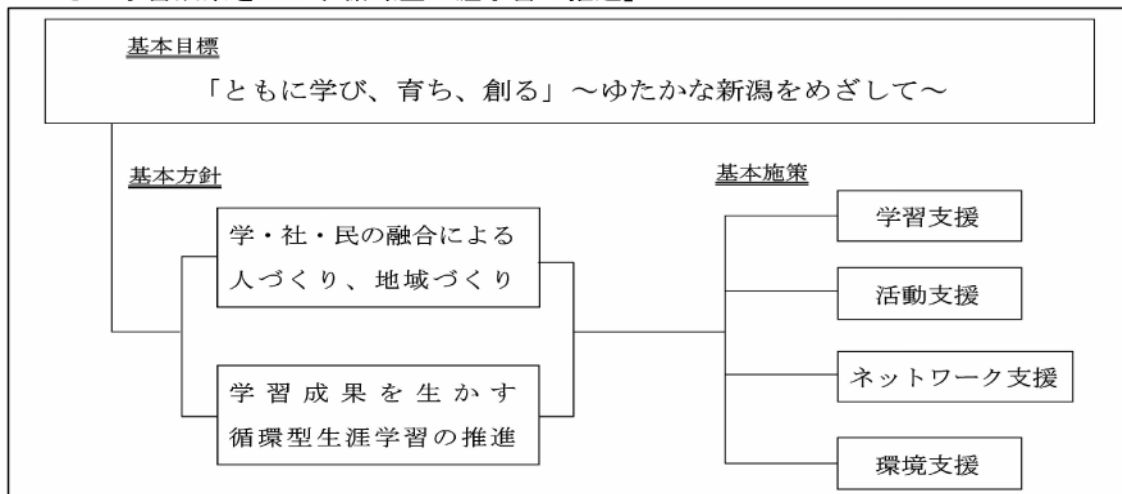 基本目標
「ともに学び、育ち、創る」～ゆたかな新潟をめざして～
基本方針
基本施策
学・社・民の融合による
人づくり、地域づくり
学習成果を生かす
循環型生涯学習の推進
学習支援
活動支援
ネットワーク支援
環境支援